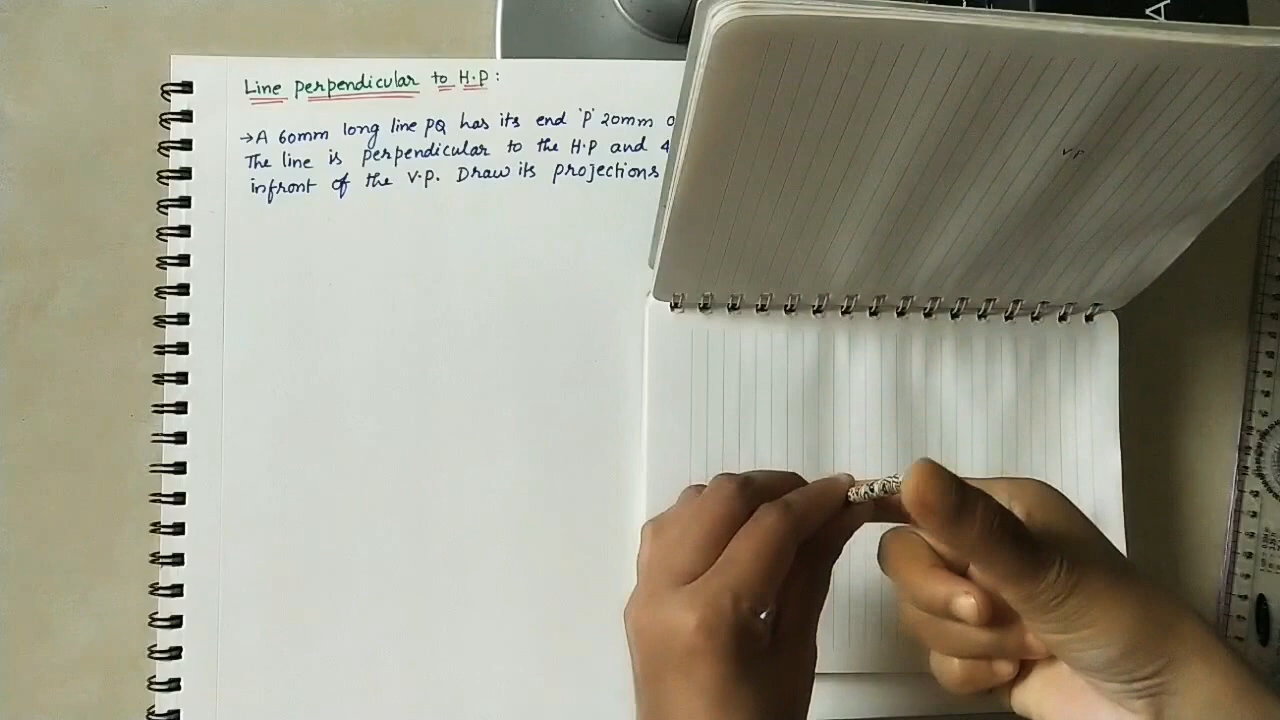 Line perpendicular to H.P :
→A 60mm long line PQ has its end 'P' 20mm
The line is perpendicular to the H.P and 4
infront of the V.P. Draw its projections
V.P
A